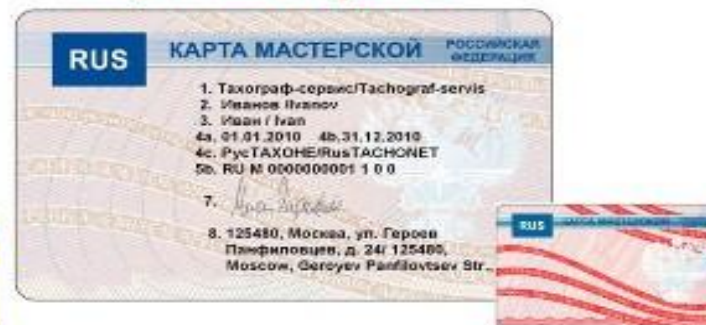 RUS
КАРТА МАСТЕРСКОЙ
РОССИЙСКАЯ
ФЕДЕРАЦИЯ
1. Тахограф-сервис/Tachograf-servis
2. Иванов Ilvanov
3. Иван / Ivan
4a. 01.01.2010 4b.31.12.2010
4c. РусТАХОНЕ/RusTACHONET
5b. RU M 0000000001 1 0 0
7.
8. 125480, Москва, ул. Героев
Панфиловцев, д. 24/ 125480,
Moscow, Geroyev Panfilovtsev Str.,
RUS
КАРТА МАСТЕРСКОЙ